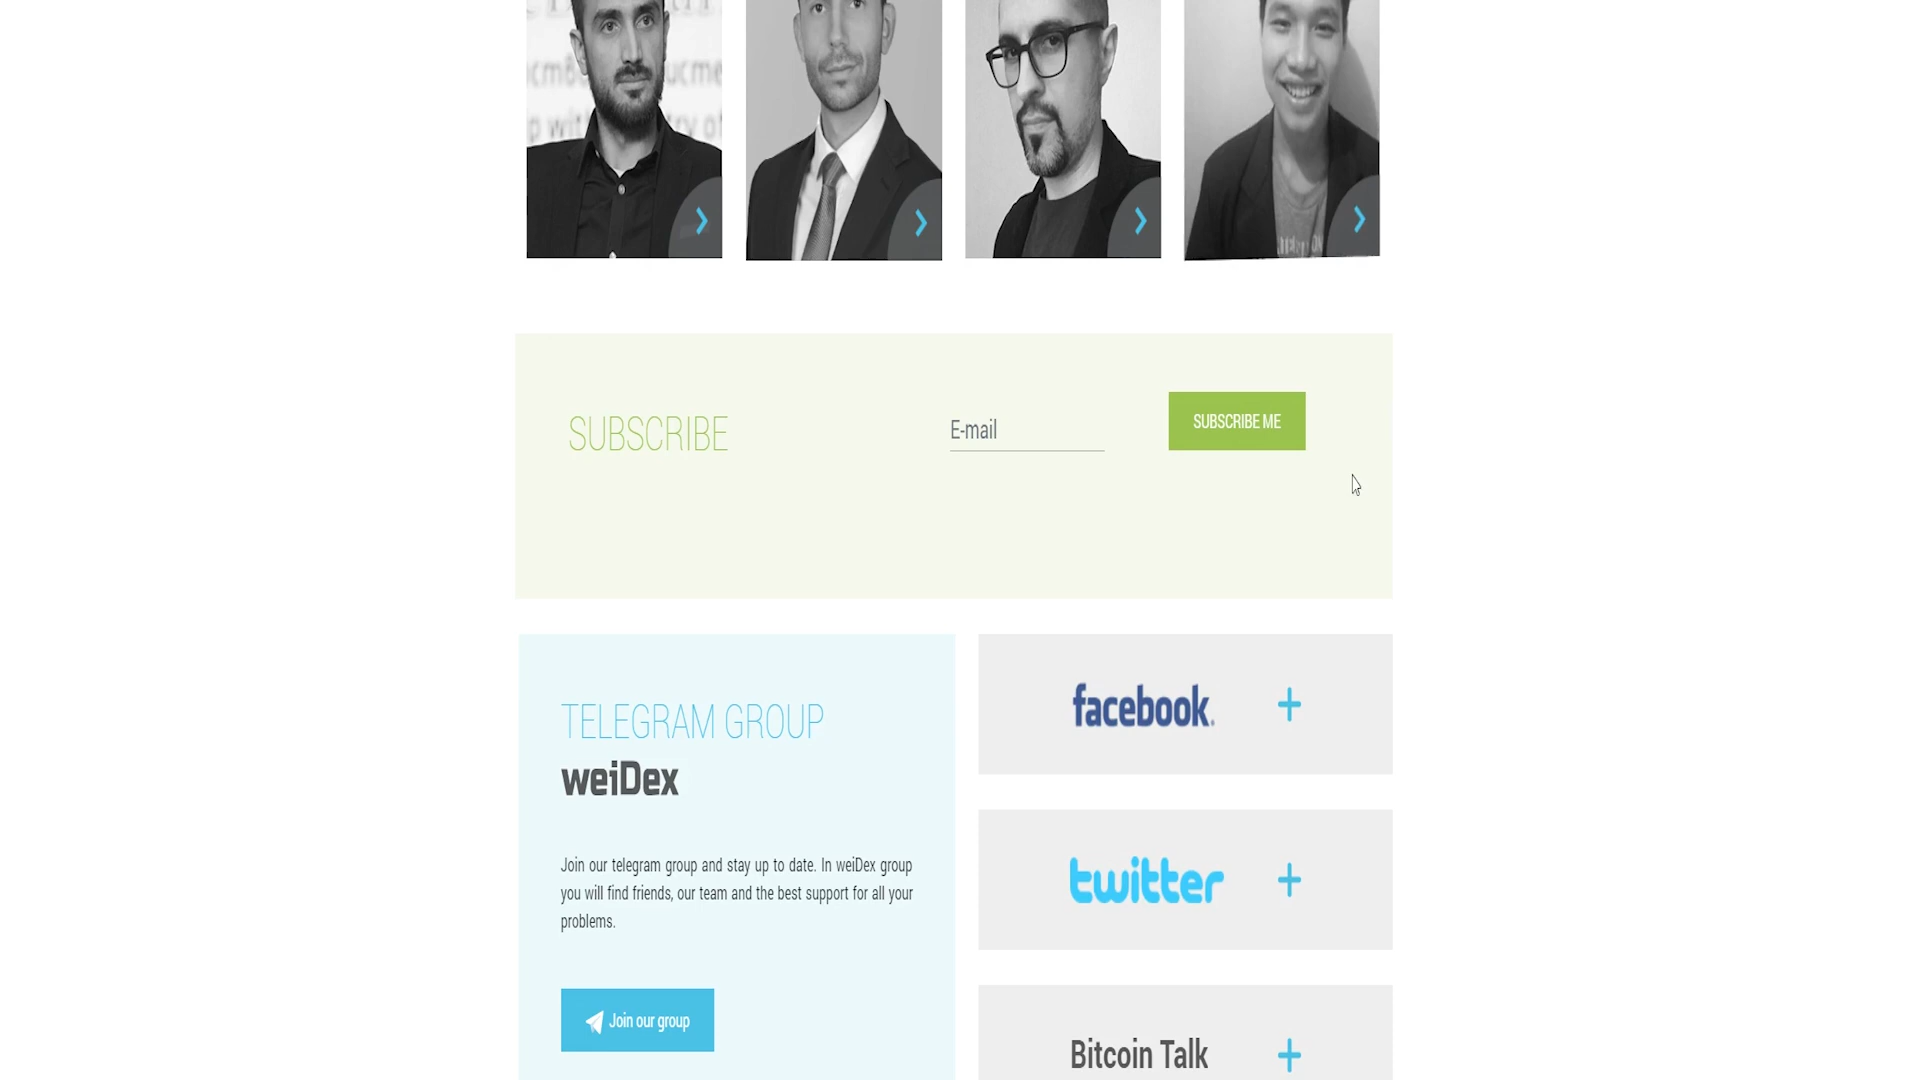 SUBSCRIBE
E-mail
SUBSCRIBE ME
TELEGRAM GROUP
weiDex
Join our telegram group and stay up to date. In weiDex group
you will find friends, our team and the best support for all your
problems.
Join our group
facebook.
twitter
Bitcoin Talk